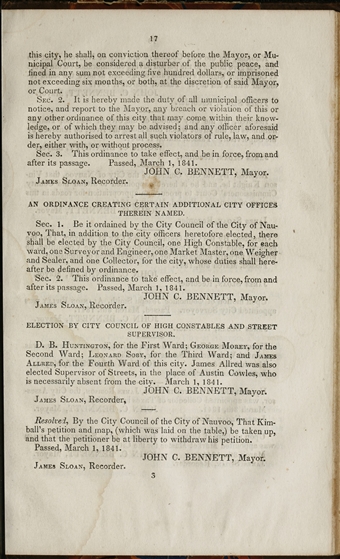 17
this city, he shall, on conviction thereof before the Mayor, or Mu-
nicipal Court, be considered a disturber of the public peace, and
fined in any sum not exceeding five hundred dollars, or imprisoned
not exceeding six months, or both, at the discretion of said Mayor,
or Court.
Sec. 2. It is hereby made the duty of all municipal officers to
notice, and report to the Mayor, any breach or violation of this or
any other ordinance of this city that may come within their know-
ledge, or of which they may be advised; and any officer aforesaid
is hereby authorised to arrest all such violators of rule, law, and or-
der, either with, or without process.
Sec. 3. This ordinance to take effect, and be in force, from and
after its passage. Passed, March 1, 1841.
JOHN C. BENNETT, Mayor.
James Sloan, Recorder.
AN ORDINANCE CREATING CERTAIN ADDITIONAL CITY OFFICES
THEREIN NAMED.
Sec. 1. Be it ordained by the City Council of the City of Nau-
voo, That, in addition to the city officers heretofore elected, there
shall be elected by the City Council, one High Constable, for each
ward, one Surveyor and Engineer, one Market Master, one Weigher
and Sealer, and one Collector, for the city, whose duties shall here-
after be defined by ordinance.
Sec. 2. This ordinance to take effect, and be in force, from and
after its passage. Passed, March 1, 1841.
JOHN C. BENNETT, Mayor.
James Sloan, Recorder.
ELECTION BY CITY COUNCIL OF HIGH CONSTABLES AND STREET
SUPERVISOR.
D. B. Huntington, for the First Ward; George Morey, for the
Second Ward; Leonard Soby, for the Third Ward; and James
Allred, for the Fourth Ward of this city. James Allred was also
elected Supervisor of Streets, in the place of Austin Cowles, who
is necessarily absent from the city. March 1, 1841.
JOHN C. BENNETT, Mayor.
James Sloan, Recorder,
Resolved, By the City Council of the City of Nauvoo, That Kim-
ball's petition and map, (which was laid on the table,) be taken up,
and that the petitioner be at liberty to withdraw his petition.
Passed, March 1, 1841.
JOHN C. BENNETT, Mayor.
James Sloan, Recorder.
3